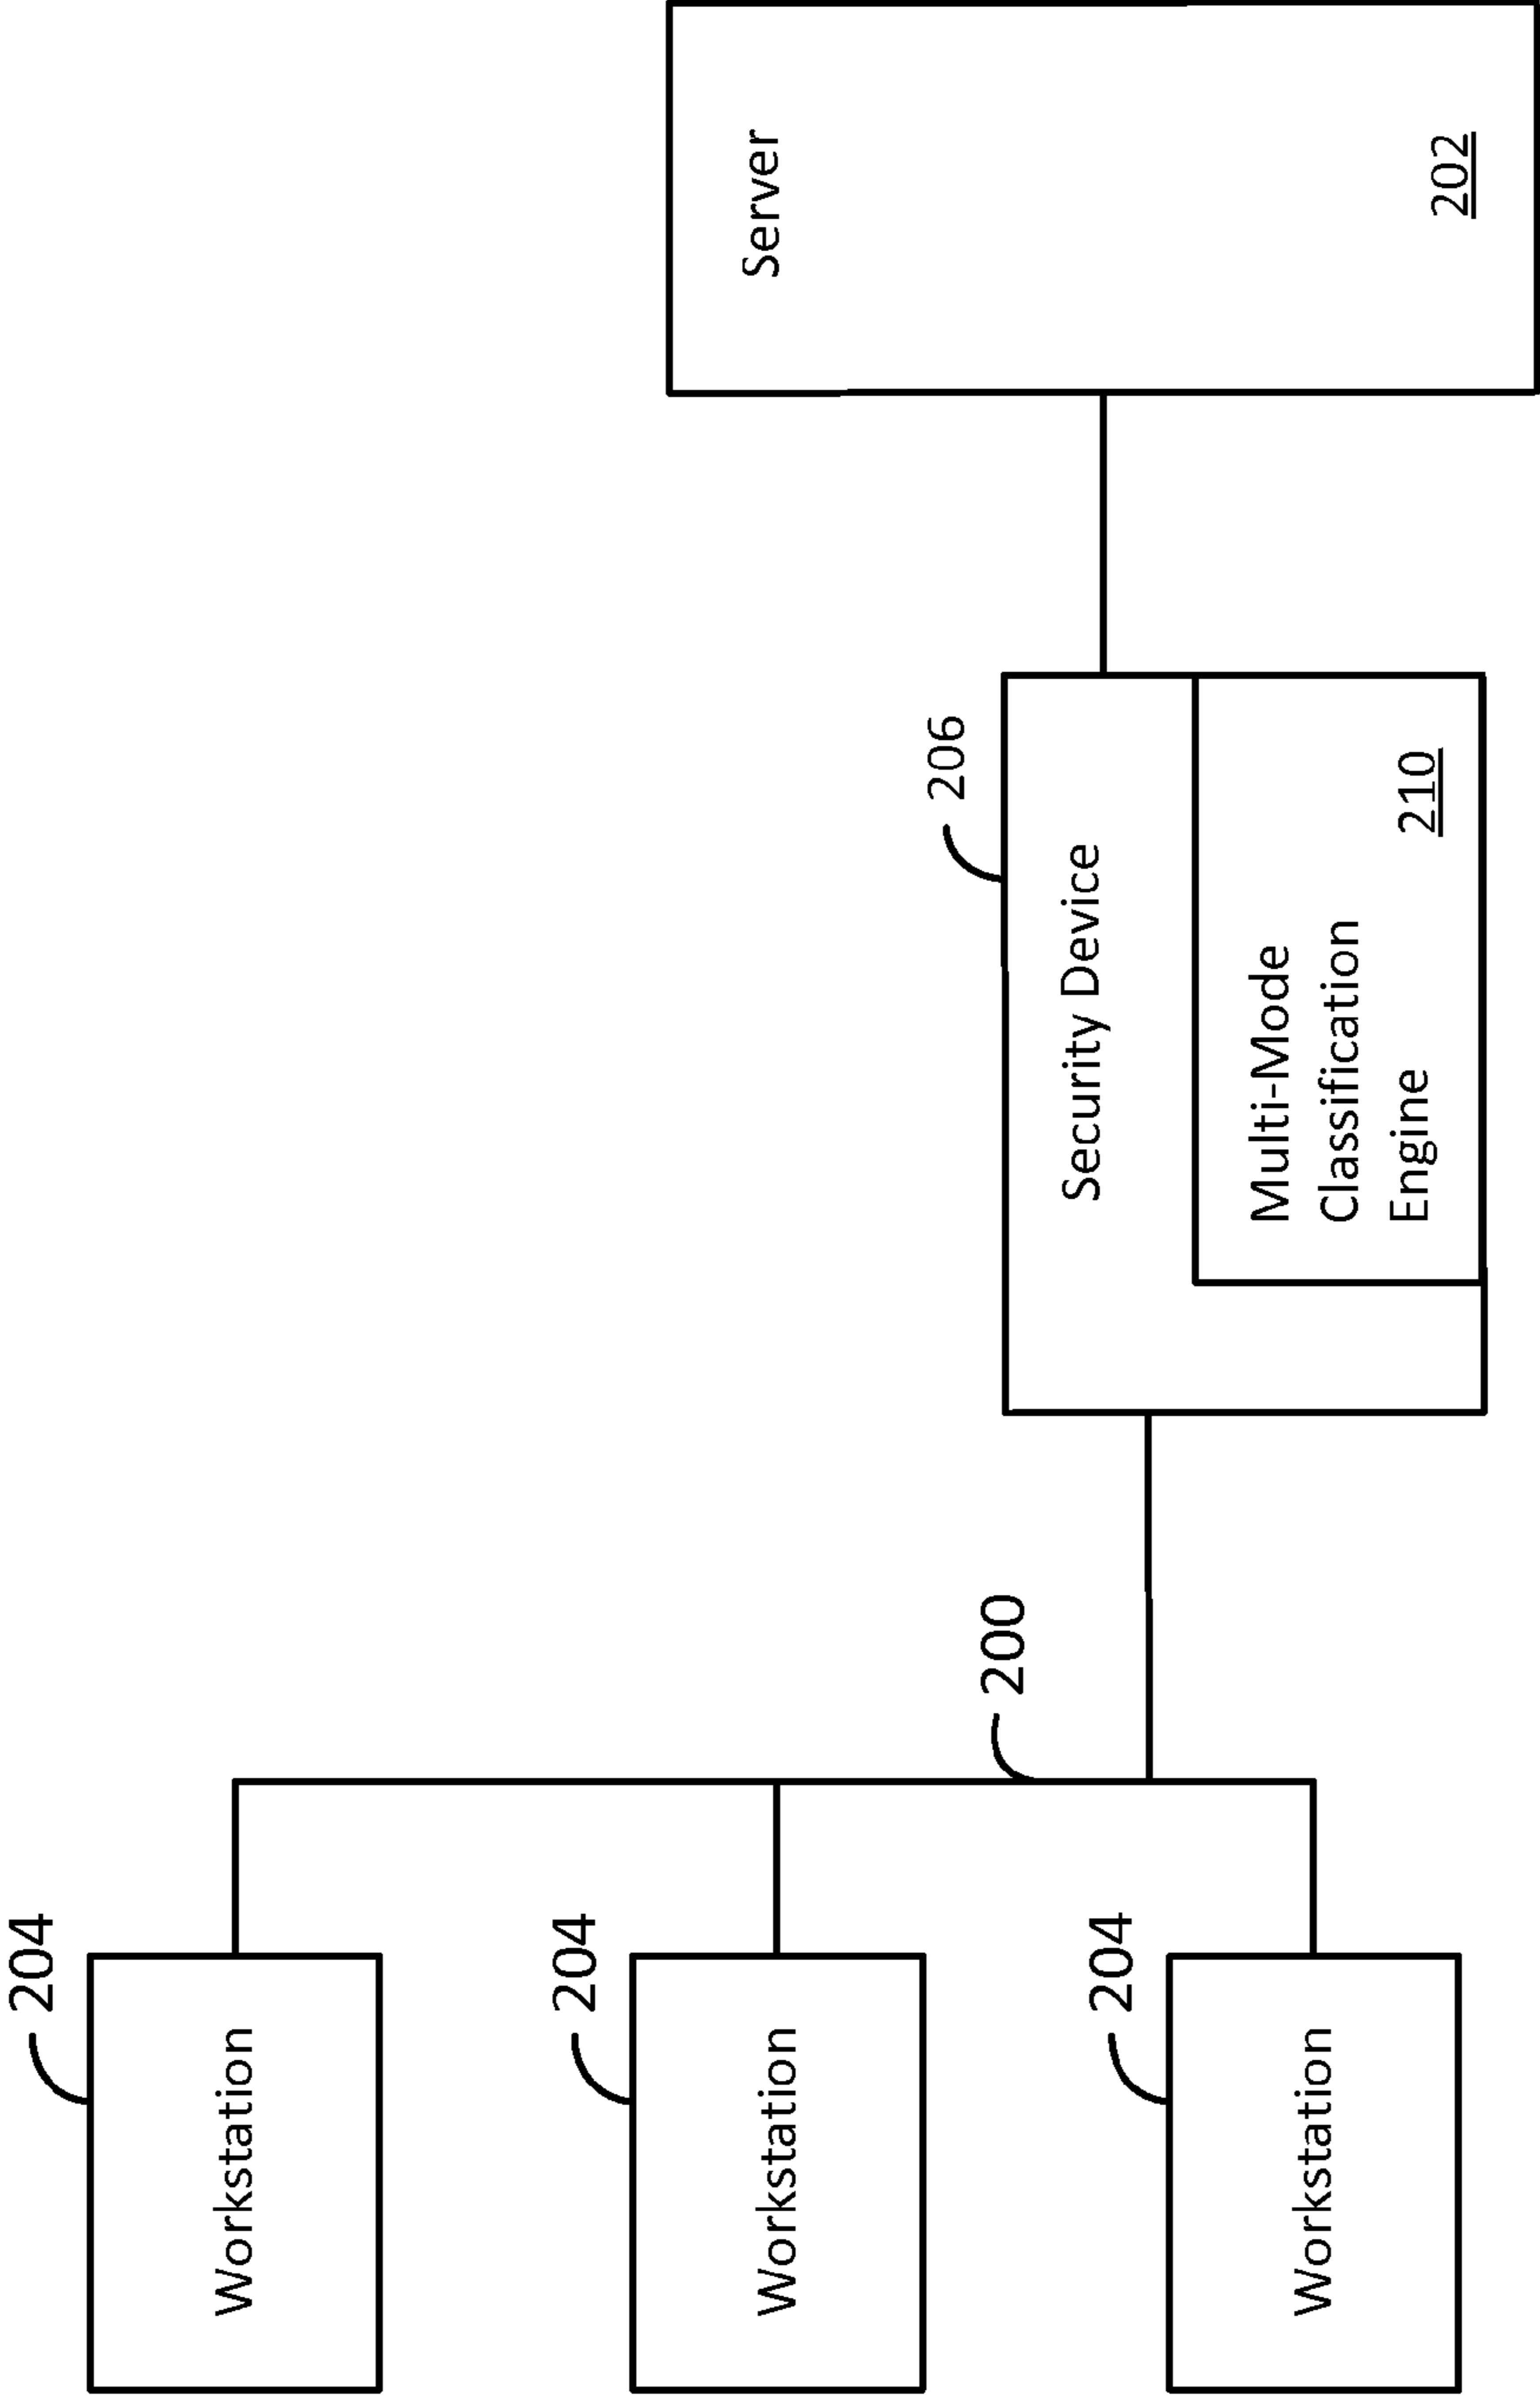 204
Workstation
204
Workstation
204
Workstation
200
206
Security Device
Multi-Mode
Classification
Engine
210
Server
202